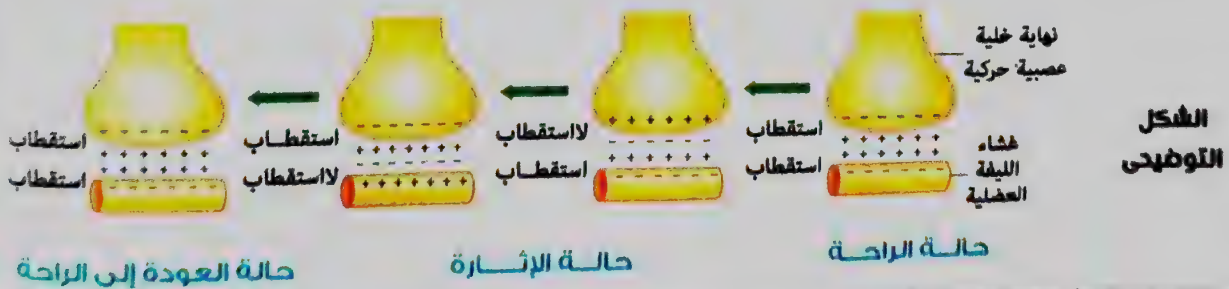 الشكل
التوضيحى
نهاية خلية
عصبية حركية
غشاء
الليفة
العضلية
استقطاب
استقطاب
لااستقطاب
استقطاب
استقطاب
لااستقطاب
استقطاب
استقطاب
حالة الراحة
حالة الإثارة
حالة العودة إلى الراحة